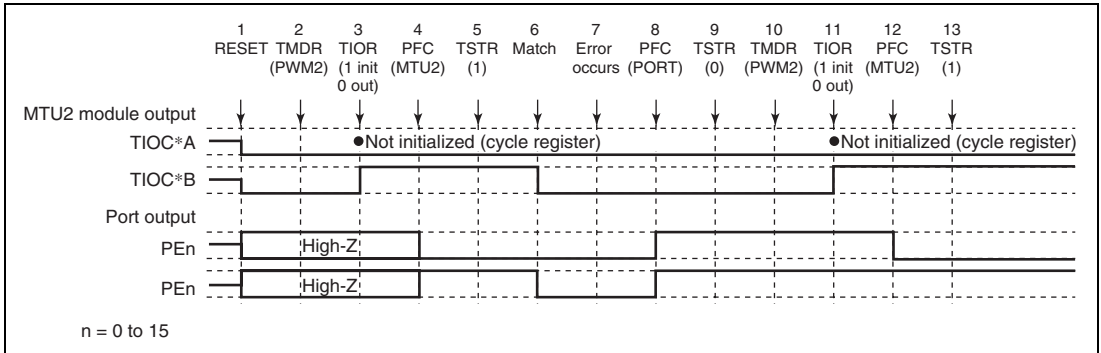 1 2 3 4 5 6 7 8 9 10 11 12 13
RESET TMDR TIOR PFC TSTR Match Error PFC TSTR TMDR TIOR PFC TSTR
(PWM2) (1 init (MTU2) (1) occurs (PORT) (0) (PWM2) (1 init (MTU2) (1)
0 out) 0 out)
MTU2 module output
TIOC*A ●Not initialized (cycle register) ●Not initialized (cycle register)
TIOC*B
Port output
PEn High-Z
PEn High-Z
n = 0 to 15